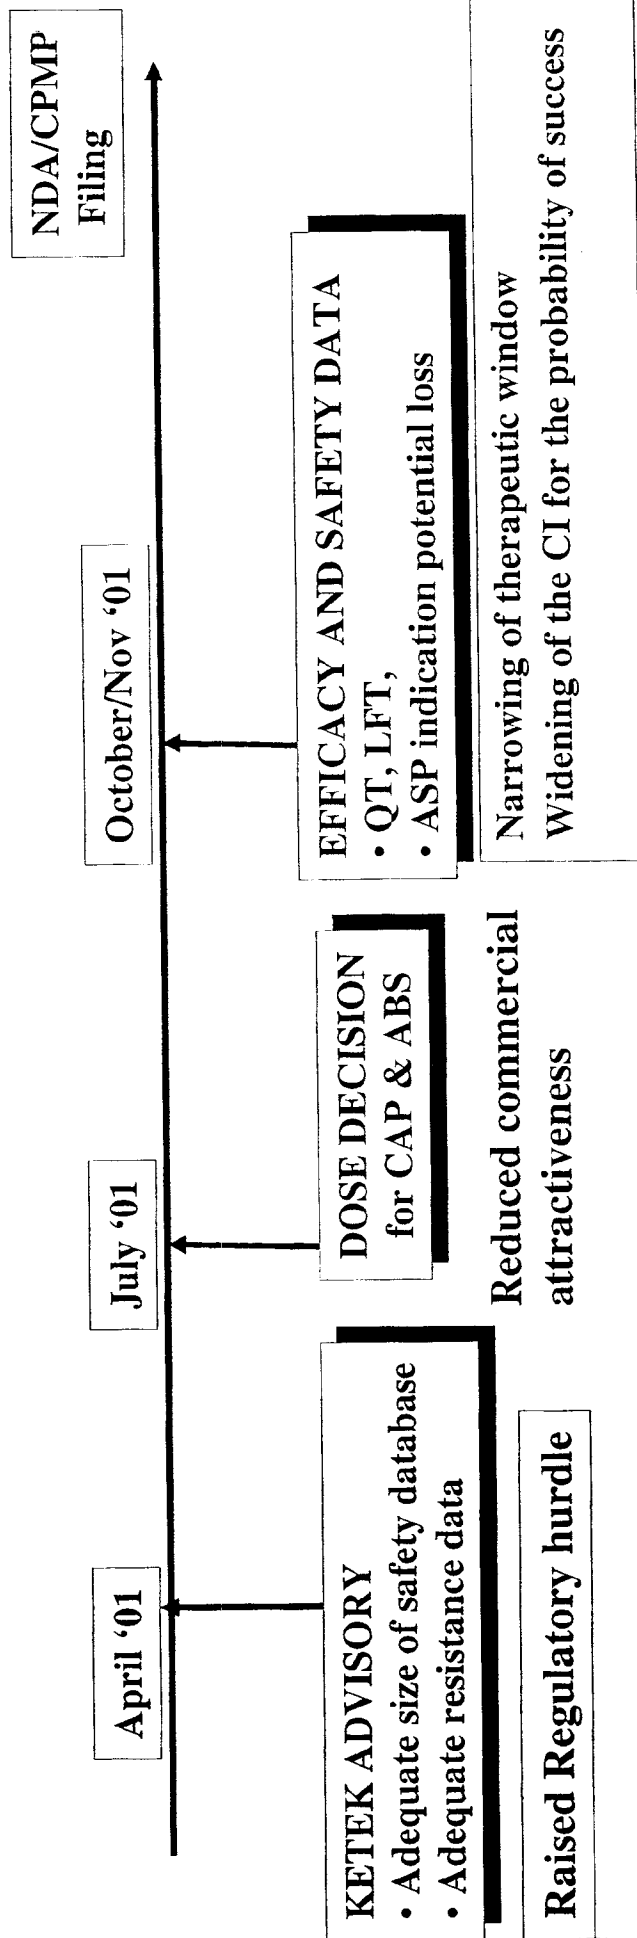 NDA/CPMP
Filing
April ‘01
July ‘01
October/Nov ‘01
KETEK ADVISORY
• Adequate size of safety database
• Adequate resistance data
Raised Regulatory hurdle
DOSE DECISION
for CAP & ABS
Reduced commercial
attractiveness
EFFICACY AND SAFETY DATA
• QT, LFT,
• ASP indication potential loss
Narrowing of therapeutic window
Widening of the CI for the probability of success